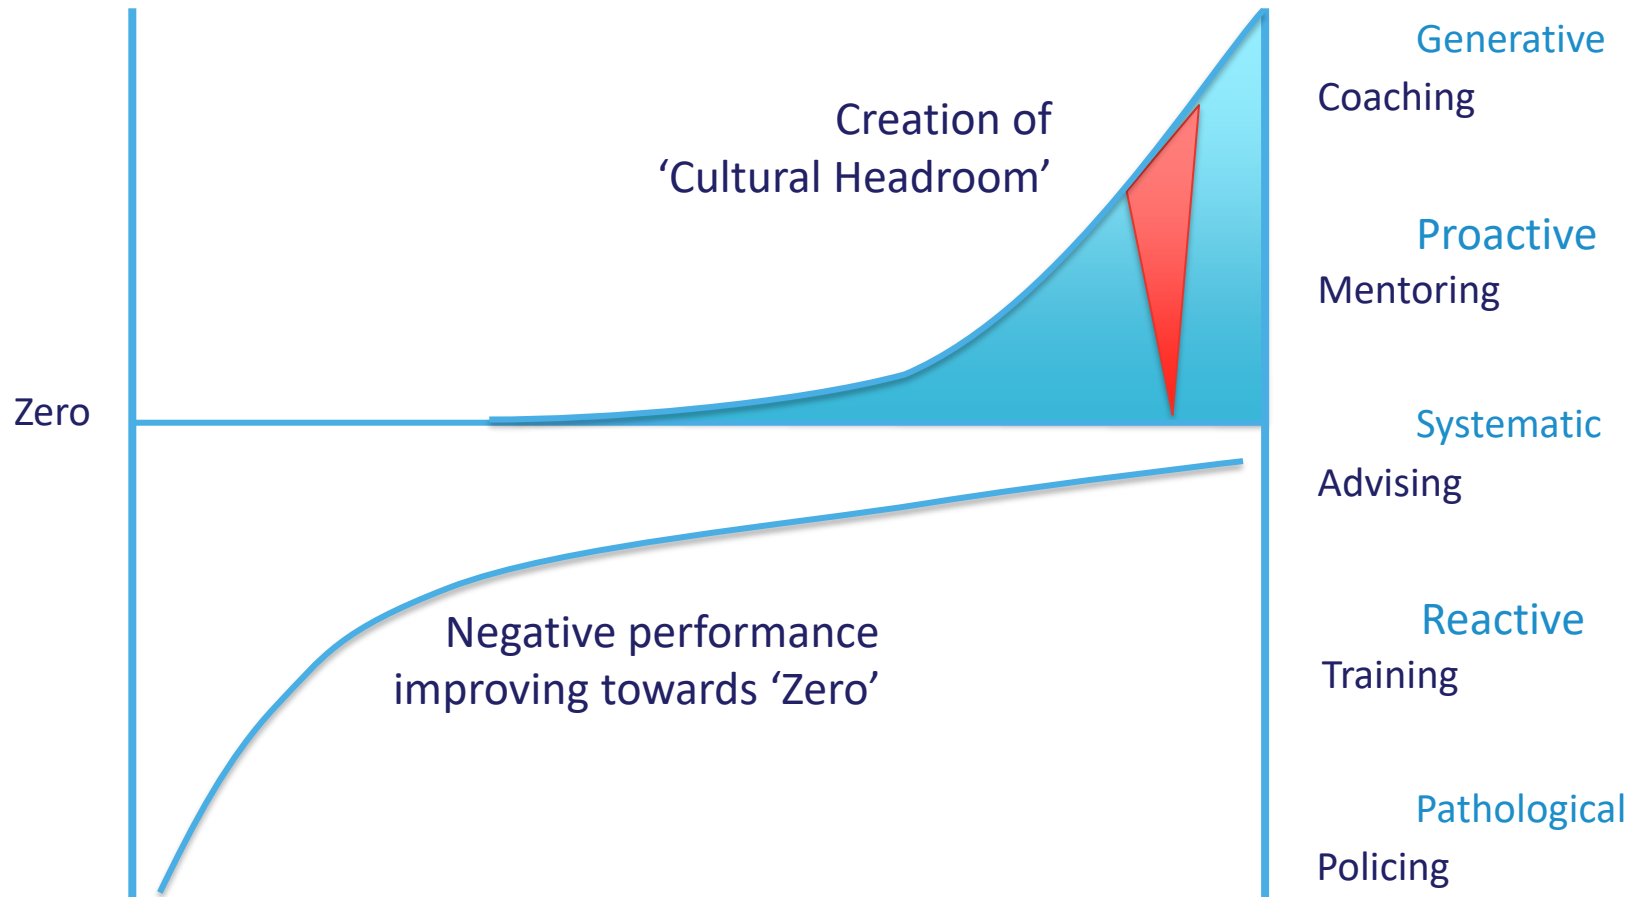 Generative
Coaching
Creation of
‘Cultural Headroom’
Proactive
Mentoring
Zero
Systematic
Advising
Negative performance
improving towards ‘Zero’
Reactive
Training
Pathological
Policing